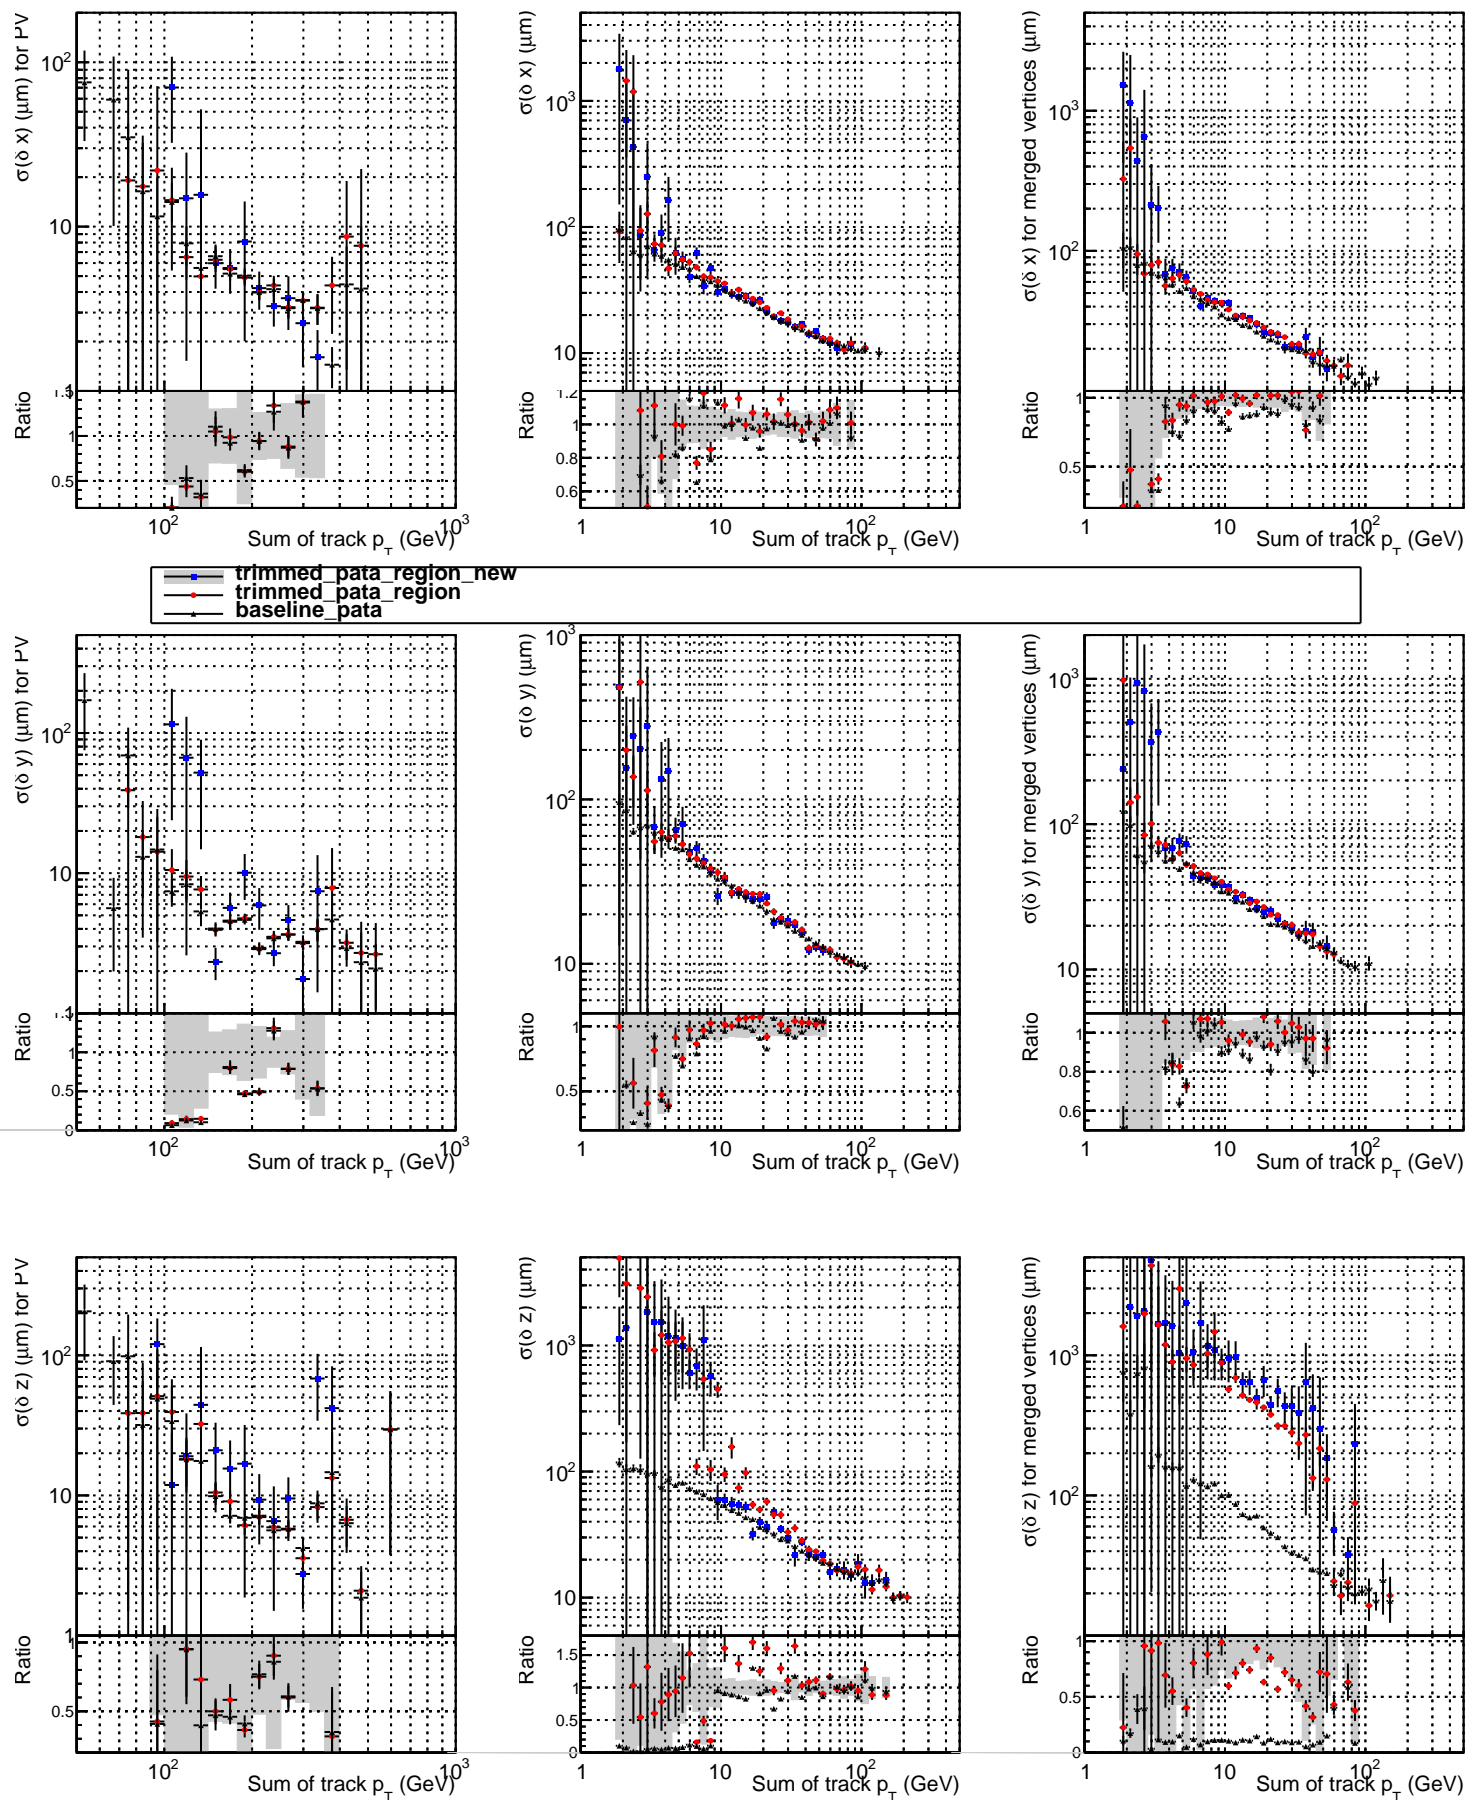 σ(δ x) (μm) for PV
10²
10
1
Ratio
1
0.5
10²
10³
Sum of track p_T (GeV)
σ(δ x) (μm)
10³
10²
10
Ratio
1.2
1
0.8
0.6
1
10
10²
Sum of track p_T (GeV)
σ(δ x) for merged vertices (μm)
10³
10²
Ratio
1
0.5
1
10
10²
Sum of track p_T (GeV)
trimmed_pata_region_new
trimmed_pata_region
baseline_pata
σ(δ y) (μm) for PV
10²
10
1
Ratio
1
0.5
0
10²
10³
Sum of track p_T (GeV)
σ(δ y) (μm)
10³
10²
10
Ratio
1
0.5
1
10
10²
Sum of track p_T (GeV)
σ(δ y) for merged vertices (μm)
10³
10²
10
Ratio
1
0.8
0.6
1
10
10²
Sum of track p_T (GeV)
σ(δ z) (μm) for PV
10²
10
1
Ratio
1
0.5
10²
10³
Sum of track p_T (GeV)
σ(δ z) (μm)
10³
10²
10
Ratio
1.5
1
0.5
0
1
10
10²
Sum of track p_T (GeV)
σ(δ z) for merged vertices (μm)
10³
10²
Ratio
1
0.5
0
1
10
10²
Sum of track p_T (GeV)